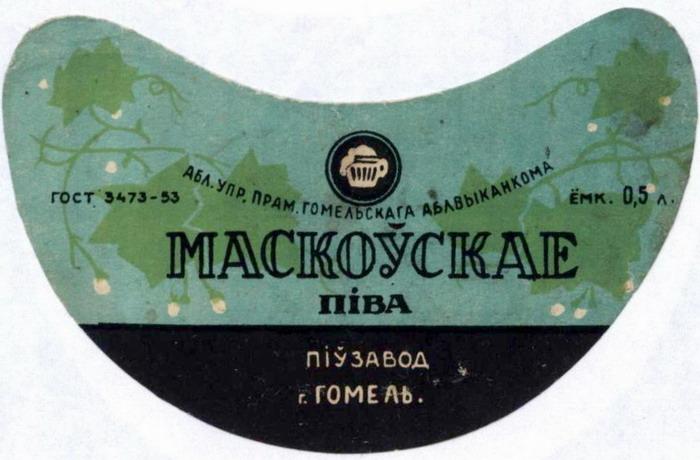 АБЛ. УПР. ПРАМ. ГОМЕЛЬСКАГА АБЛВЫКАНКОМА
ГОСТ 3473-53
ЁМК. 0,5 л.
МАСКОЎСКАЕ
ПІВА
ПІЎЗАВОД
г. ГОМЕЛЬ.